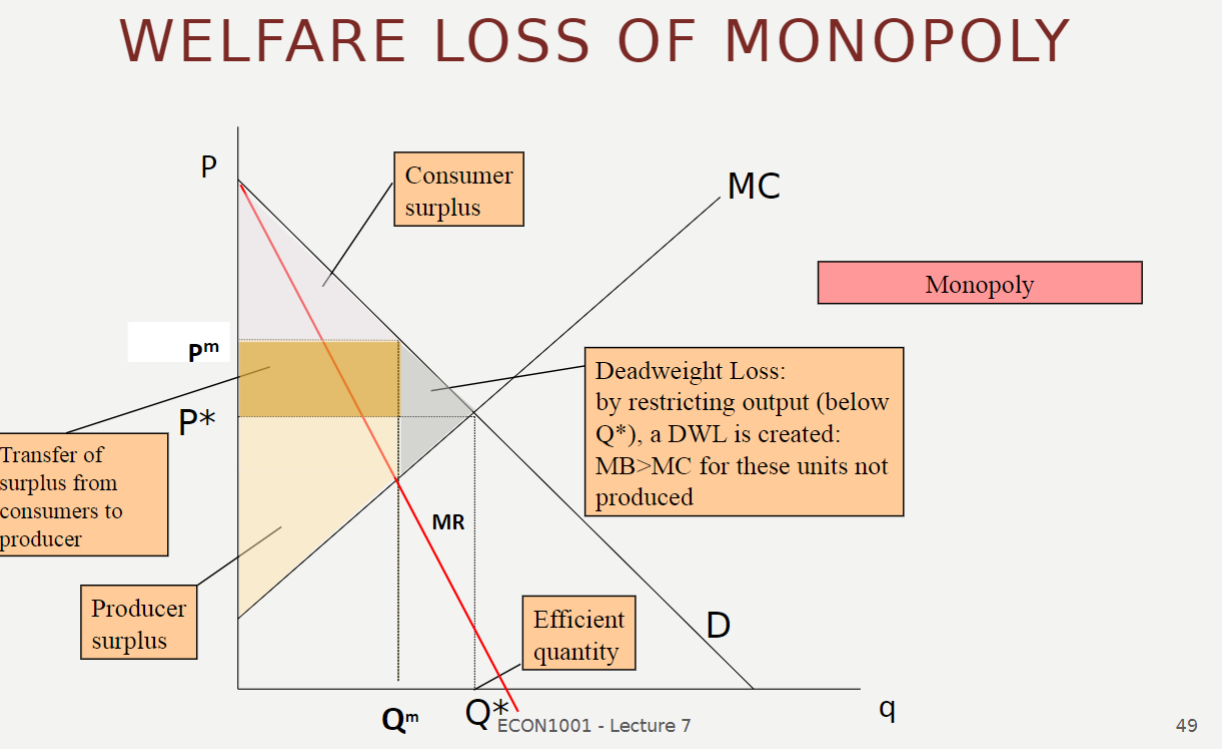 WELFARE LOSS OF MONOPOLY
P
Consumer
surplus
MC
Monopoly
Pᵐ
Deadweight Loss:
by restricting output (below
Q*), a DWL is created:
MB>MC for these units not
produced
P*
Transfer of
surplus from
consumers to
producer
MR
Producer
surplus
Efficient
quantity
D
Qᵐ
Q*
q
ECON1001 - Lecture 7
49